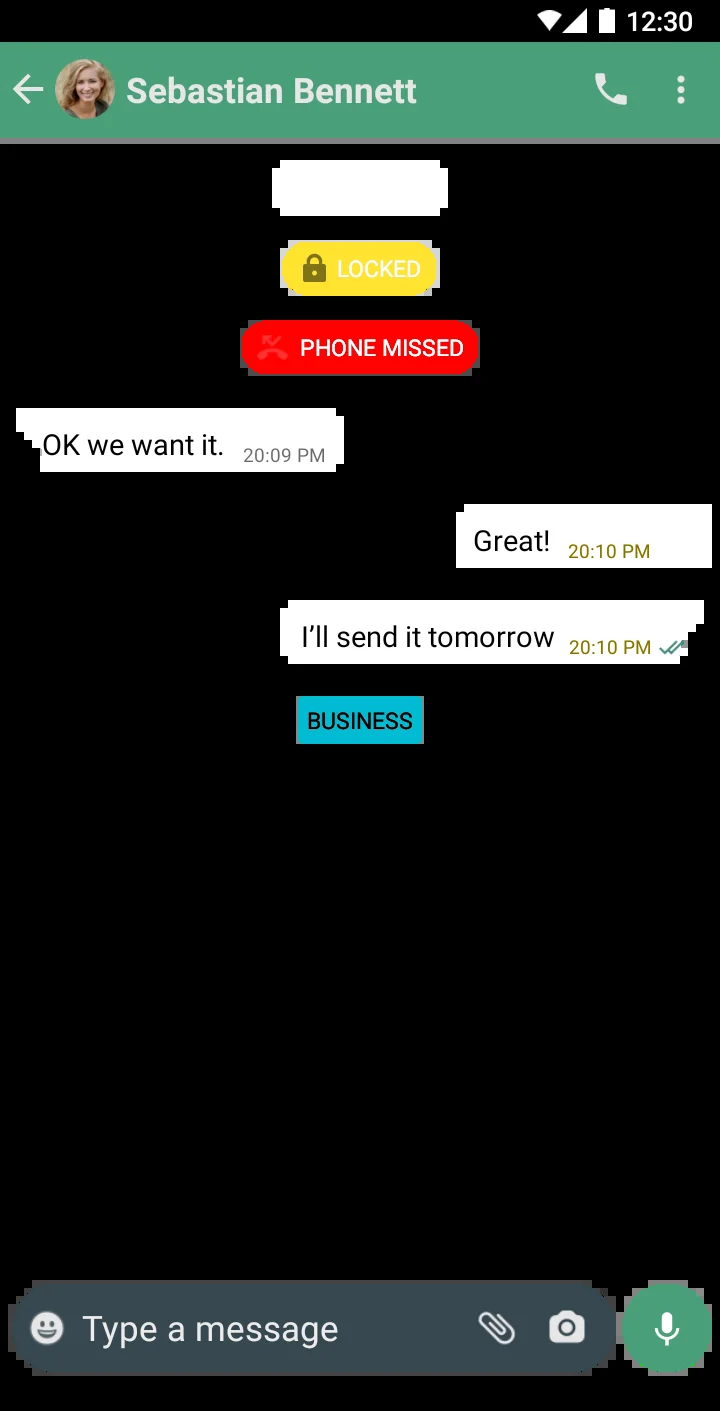 12:30
Sebastian Bennett
LOCKED
PHONE MISSED
OK we want it. 20:09 PM
Great! 20:10 PM
I’ll send it tomorrow 20:10 PM
BUSINESS
Type a message